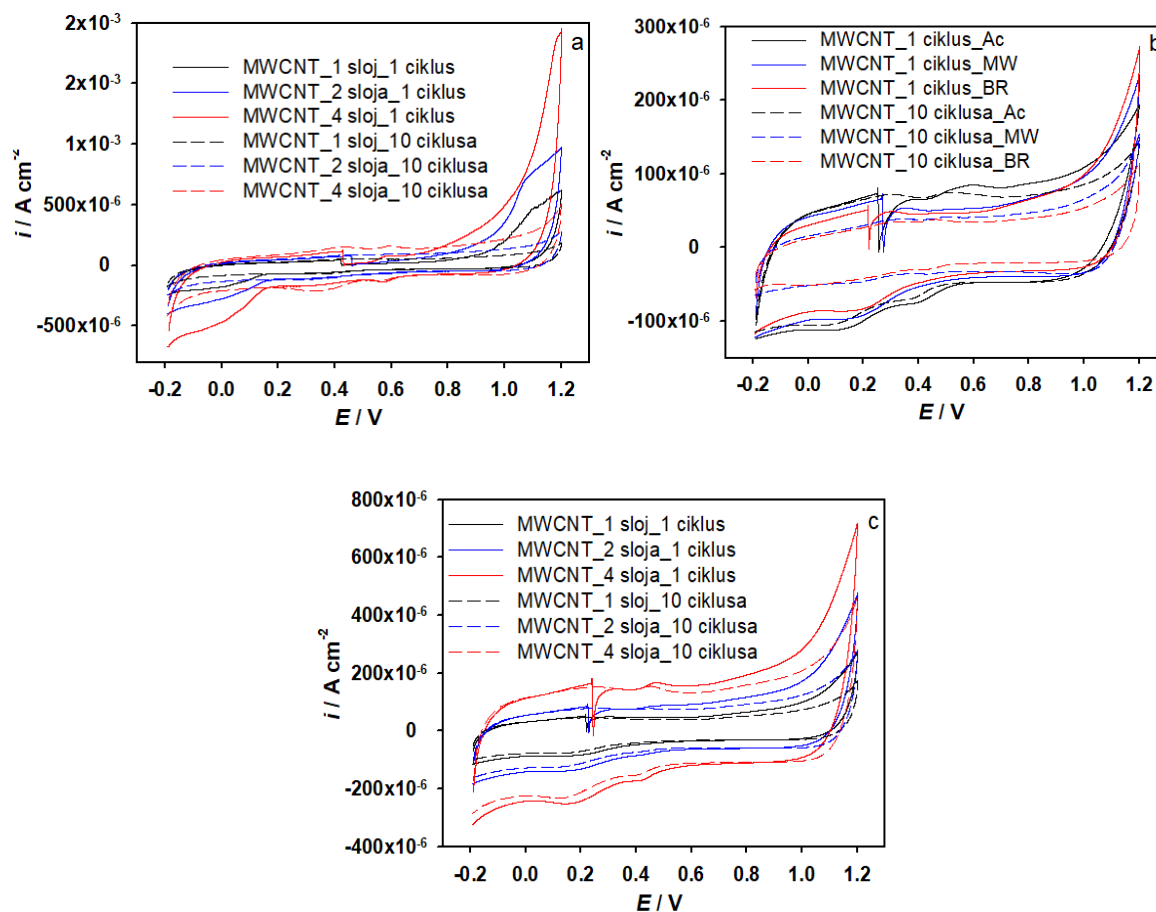 a
2x10⁻³
2x10⁻³
1x10⁻³
500x10⁻⁶
0
-500x10⁻⁶
i / A cm⁻²
MWCNT_1 sloj_1 ciklus
MWCNT_2 sloja_1 ciklus
MWCNT_4 sloj_1 ciklus
MWCNT_1 sloj_10 ciklusa
MWCNT_2 sloja_10 ciklusa
MWCNT_4 sloja_10 ciklusa
-0.2 0.0 0.2 0.4 0.6 0.8 1.0 1.2
E / V
b
300x10⁻⁶
200x10⁻⁶
100x10⁻⁶
0
-100x10⁻⁶
i / A cm⁻²
MWCNT_1 ciklus_Ac
MWCNT_1 ciklus_MW
MWCNT_1 ciklus_BR
MWCNT_10 ciklusa_Ac
MWCNT_10 ciklusa_MW
MWCNT_10 ciklusa_BR
-0.2 0.0 0.2 0.4 0.6 0.8 1.0 1.2
E / V
c
800x10⁻⁶
600x10⁻⁶
400x10⁻⁶
200x10⁻⁶
0
-200x10⁻⁶
-400x10⁻⁶
i / A cm⁻²
MWCNT_1 sloj_1 ciklus
MWCNT_2 sloja_1 ciklus
MWCNT_4 sloja_1 ciklus
MWCNT_1 sloj_10 ciklusa
MWCNT_2 sloja_10 ciklusa
MWCNT_4 sloja_10 ciklusa
-0.2 0.0 0.2 0.4 0.6 0.8 1.0 1.2
E / V